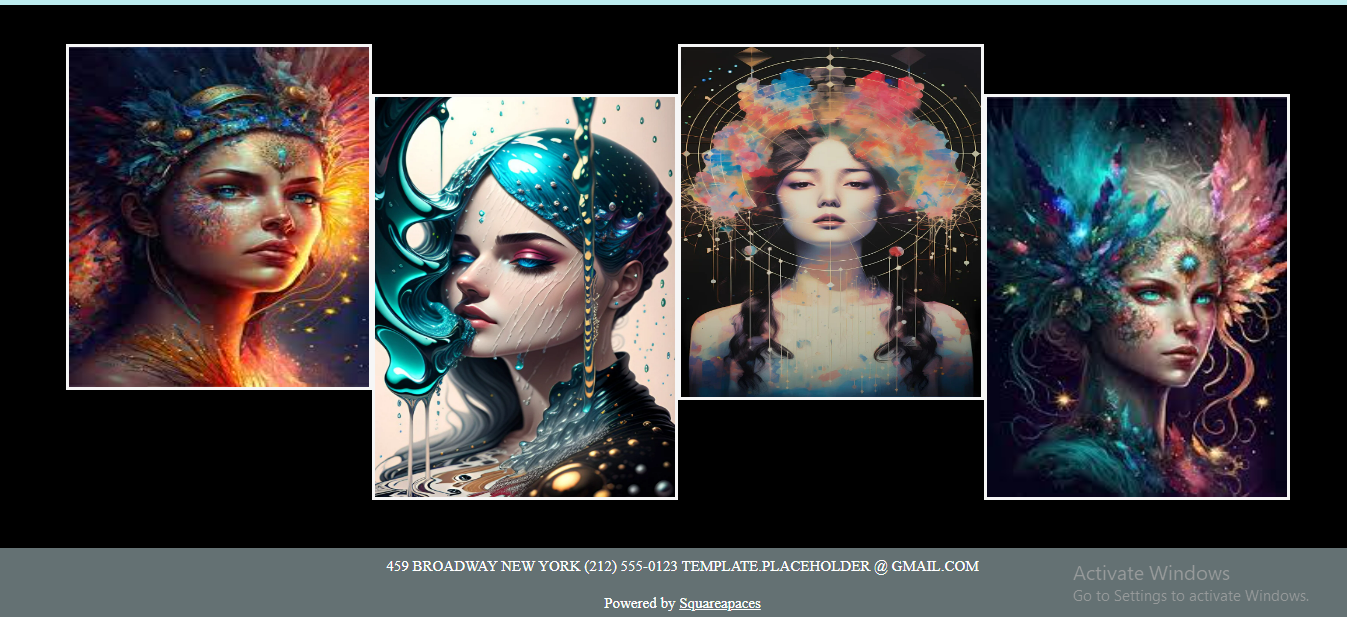 459 BROADWAY NEW YORK (212) 555-0123 TEMPLATE.PLACEHOLDER @ GMAIL.COM
Activate Windows
Go to Settings to activate Windows.
Powered by Squareapaces